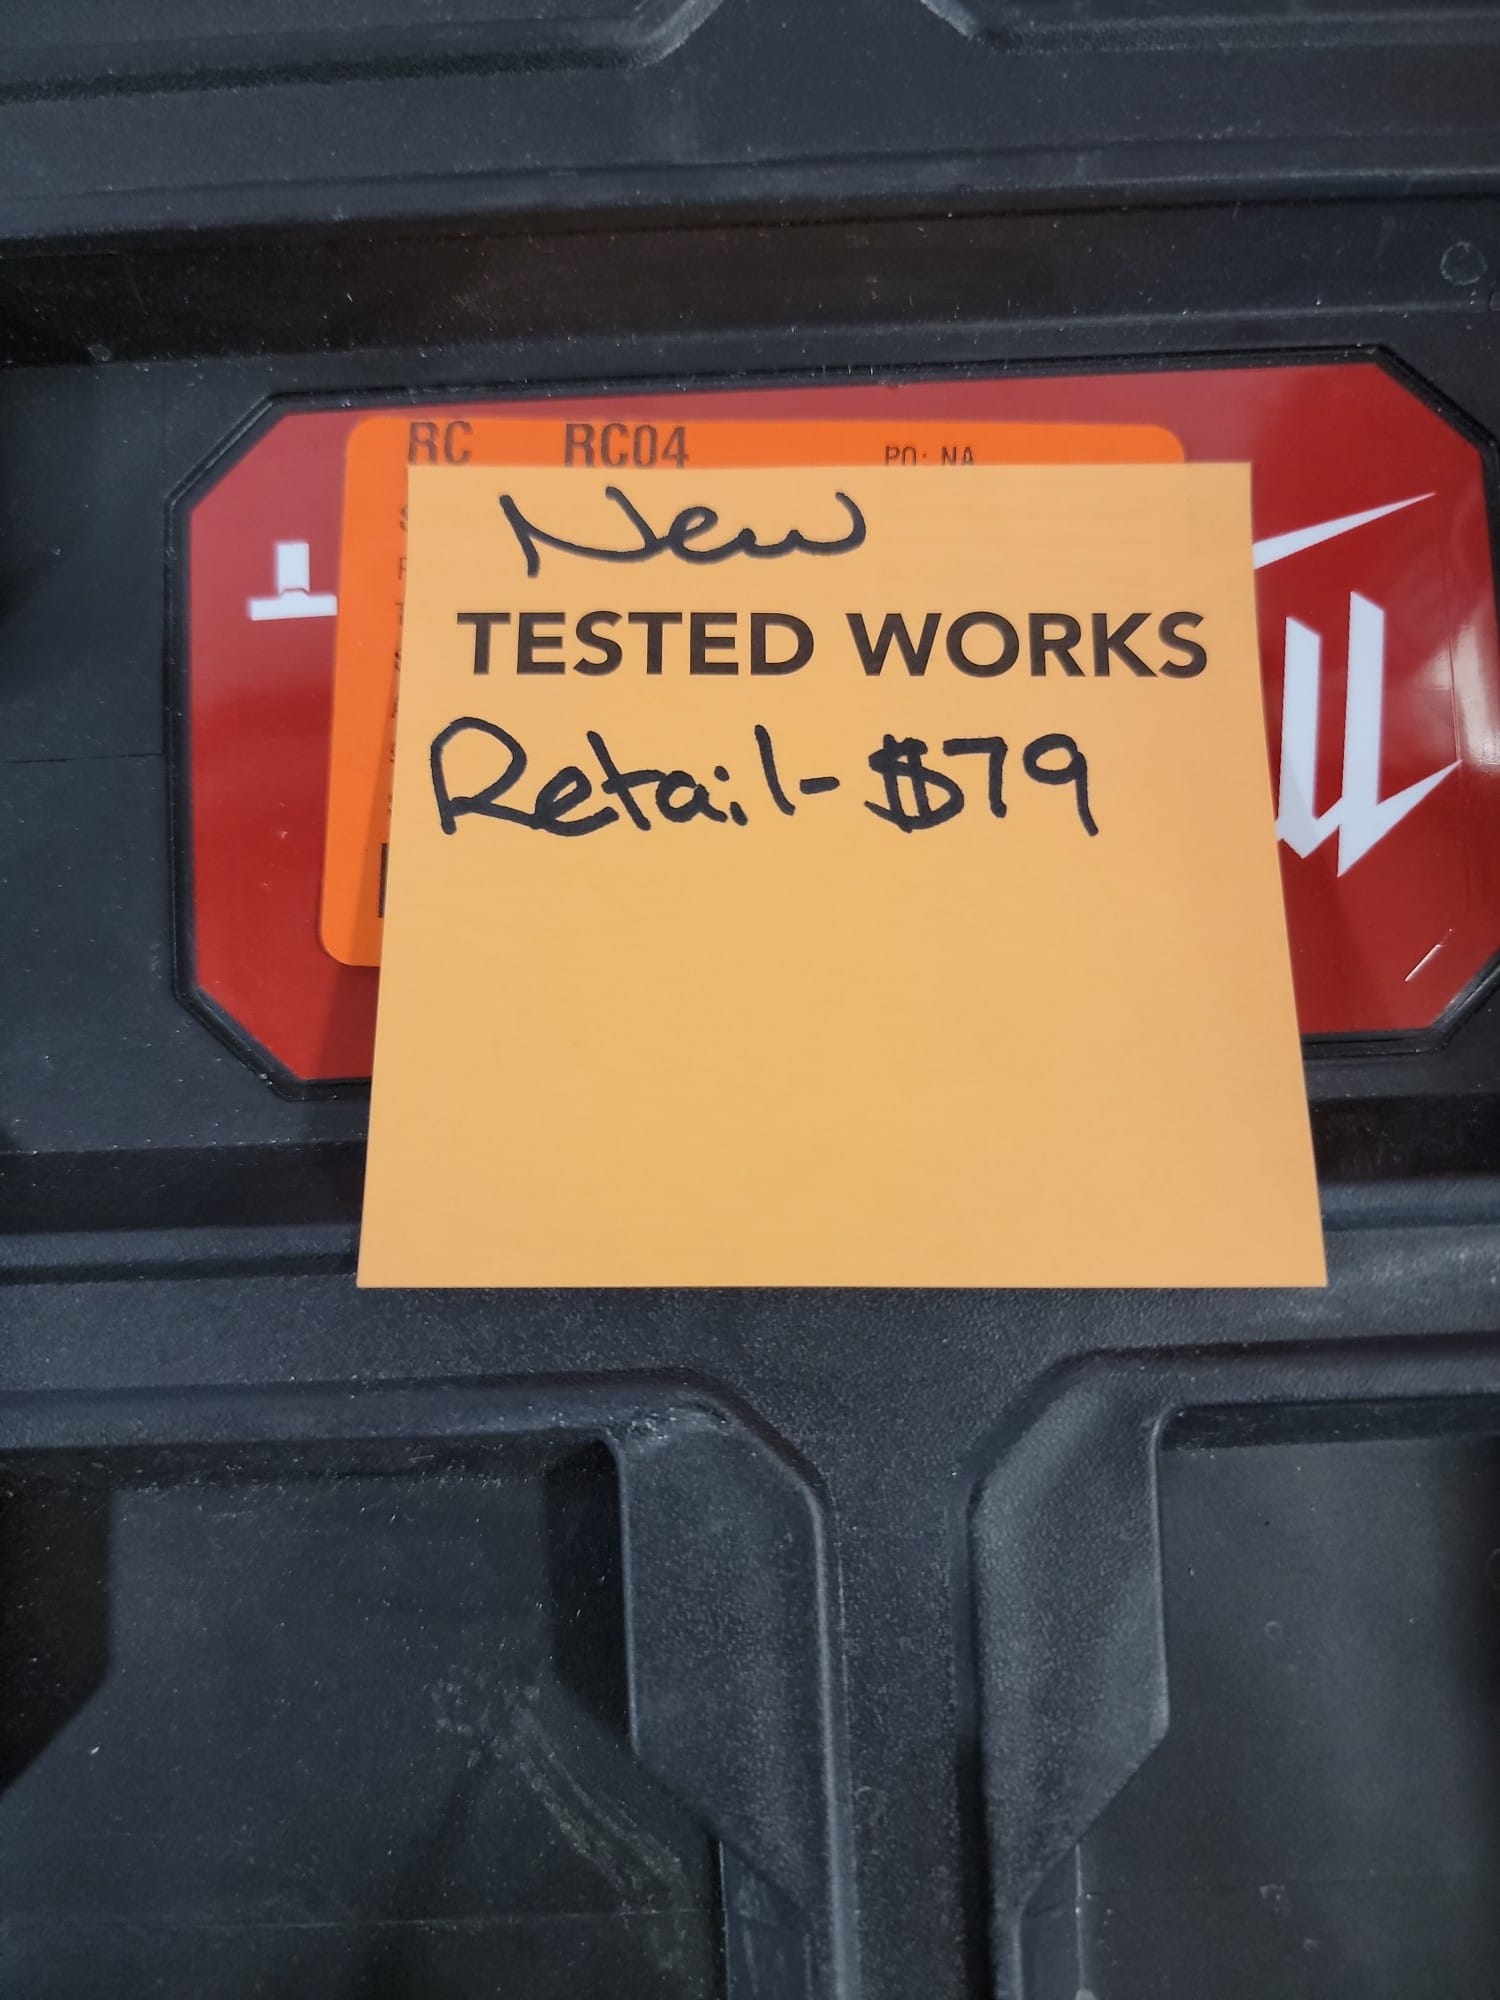 RC RC04 PO: NA
New
TESTED WORKS
Retail-$79